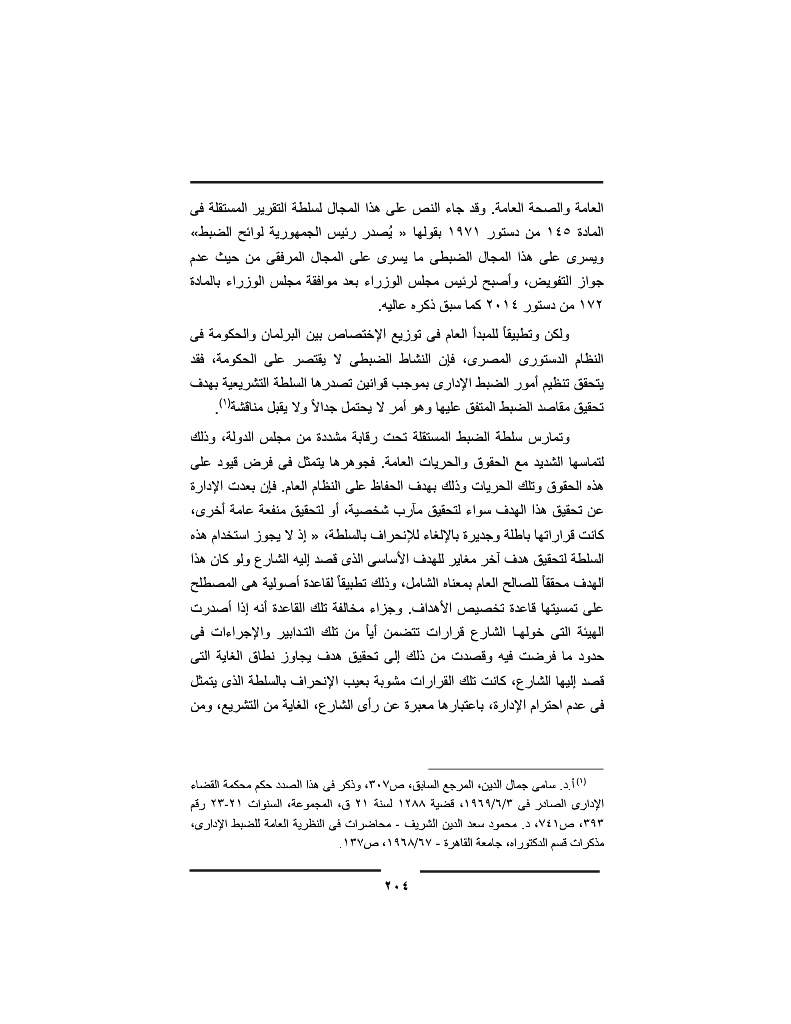 العامة والصحة العامة. وقد جاء النص على هذا المجال لسلطة التقرير المستقلة فى
المادة ١٤٥ من دستور ١٩٧١ بقولها « يُصدر رئيس الجمهورية لوائح الضبط»
ويسرى على هذا المجال الضبطى ما يسرى على المجال المرفقى من حيث عدم
جواز التفويض، وأصبح لرئيس مجلس الوزراء بعد موافقة مجلس الوزراء بالمادة
١٧٢ من دستور ٢٠١٤ كما سبق ذكره عاليه.
ولكن وتطبيقاً للمبدأ العام فى توزيع الإختصاص بين البرلمان والحكومة فى
النظام الدستورى المصرى، فإن النشاط الضبطى لا يقتصر على الحكومة، فقد
يتحقق تنظيم أمور الضبط الإدارى بموجب قوانين تصدرها السلطة التشريعية بهدف
تحقيق مقاصد الضبط المتفق عليها وهو أمر لا يحتمل جدالاً ولا يقبل مناقشة(١).
وتمارس سلطة الضبط المستقلة تحت رقابة مشددة من مجلس الدولة، وذلك
لتماسها الشديد مع الحقوق والحريات العامة. فجوهرها يتمثل فى فرض قيود على
هذه الحقوق وتلك الحريات وذلك بهدف الحفاظ على النظام العام. فإن بعدت الإدارة
عن تحقيق هذا الهدف سواء لتحقيق مآرب شخصية، أو لتحقيق منفعة عامة أخرى،
كانت قراراتها باطلة وجديرة بالإلغاء للإنحراف بالسلطة، « إذ لا يجوز استخدام هذه
السلطة لتحقيق هدف آخر مغاير للهدف الأساسى الذى قصد إليه الشارع ولو كان هذا
الهدف محققاً للصالح العام بمعناه الشامل، وذلك تطبيقاً لقاعدة أصولية هى المصطلح
على تمسيتها قاعدة تخصيص الأهداف. وجزاء مخالفة تلك القاعدة أنه إذا أصدرت
الهيئة التى خولها الشارع قرارات تتضمن أياً من تلك التدابير والإجراءات فى
حدود ما فرضت فيه وقصدت من ذلك إلى تحقيق هدف يجاوز نطاق الغاية التى
قصد إليها الشارع، كانت تلك القرارات مشوبة بعيب الإنحراف بالسلطة الذى يتمثل
فى عدم احترام الإدارة، باعتبارها معبرة عن رأى الشارع، الغاية من التشريع، ومن
(١) أ.د. سامى جمال الدين، المرجع السابق، ص٣٠٧، وذكر فى هذا الصدد حكم محكمة القضاء
الإدارى الصادر فى ١٩٦٩/٦/٣، قضية ١٢٨٨ لسنة ٢١ ق، المجموعة، السنوات ٢١-٢٣ رقم
٣٩٣، ص٧٤١، د. محمود سعد الدين الشريف - محاضرات فى النظرية العامة للضبط الإدارى،
مذكرات قسم الدكتوراه، جامعة القاهرة - ١٩٦٨/٦٧، ص١٣٧.
٢٠٤